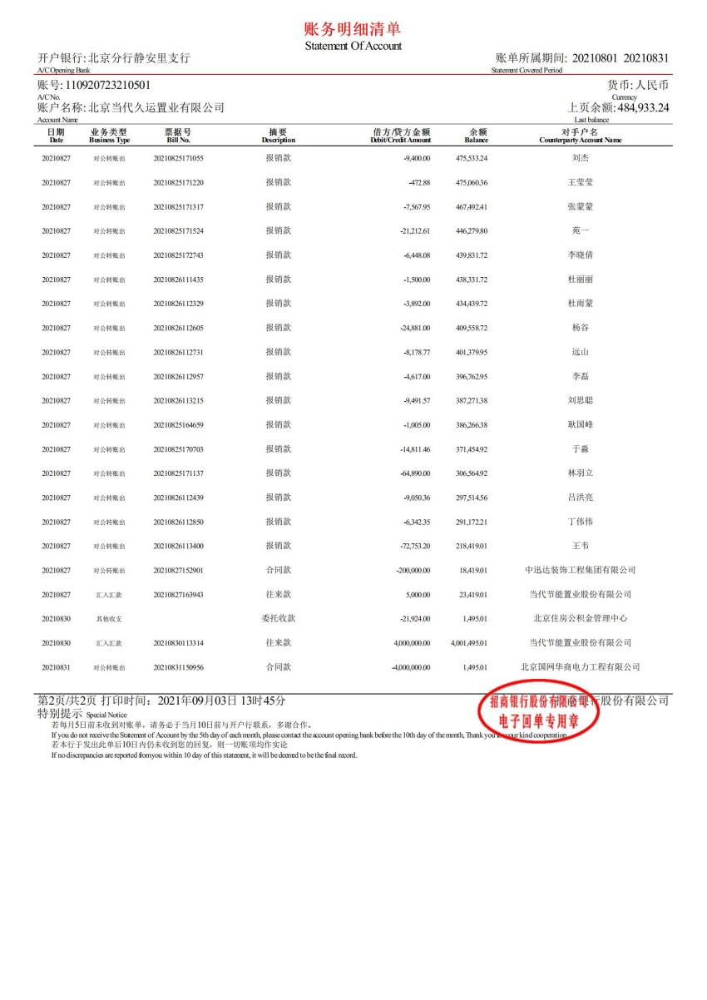 账务明细清单
Statement Of Account
开户银行:北京分行静安里支行 账单所属期间: 20210801 20210831
A/C Opening Bank Statement Covered Period
账号:110920723210501 货币:人民币
A/C No. Currency
账户名称:北京当代久运置业有限公司 上页余额:484,933.24
Account Name Last balance
日期 业务类型 票据号 摘要 借方/贷方金额 余额 对手户名
Date Business Type Bill No. Description Debit/Credit Amount Balance Counterparty Account Name
20210827 对公转账出 20210825171055 报销款 -9,400.00 475,533.24 刘杰
20210827 对公转账出 20210825171220 报销款 -472.88 475,060.36 王莹莹
20210827 对公转账出 20210825171317 报销款 -7,567.95 467,492.41 张蒙蒙
20210827 对公转账出 20210825171524 报销款 -21,212.61 446,279.80 苑一
20210827 对公转账出 20210825172743 报销款 -6,448.08 439,831.72 李晓倩
20210827 对公转账出 20210826111435 报销款 -1,500.00 438,331.72 杜丽丽
20210827 对公转账出 20210826112329 报销款 -3,892.00 434,439.72 杜雨蒙
20210827 对公转账出 20210826112605 报销款 -24,881.00 409,558.72 杨谷
20210827 对公转账出 20210826112731 报销款 -8,178.77 401,379.95 远山
20210827 对公转账出 20210826112957 报销款 -4,617.00 396,762.95 李磊
20210827 对公转账出 20210826113215 报销款 -9,491.57 387,271.38 刘思聪
20210827 对公转账出 20210825164659 报销款 -1,005.00 386,266.38 耿国峰
20210827 对公转账出 20210825170703 报销款 -14,811.46 371,454.92 于淼
20210827 对公转账出 20210825171137 报销款 -64,890.00 306,564.92 林羽立
20210827 对公转账出 20210826112439 报销款 -9,050.36 297,514.56 吕洪亮
20210827 对公转账出 20210826112850 报销款 -6,342.35 291,172.21 丁伟伟
20210827 对公转账出 20210826113400 报销款 -72,753.20 218,419.01 王韦
20210827 对公转账出 20210827152901 合同款 -200,000.00 18,419.01 中迅达装饰工程集团有限公司
20210827 汇入汇款 20210827163943 往来款 5,000.00 23,419.01 当代节能置业股份有限公司
20210830 其他收支 委托收款 -21,924.00 1,495.01 北京住房公积金管理中心
20210830 汇入汇款 20210830113314 往来款 4,000,000.00 4,001,495.01 当代节能置业股份有限公司
20210831 对公转账出 20210831150956 合同款 -4,000,000.00 1,495.01 北京国网华商电力工程有限公司
第2页/共2页 打印时间: 2021年09月03日 13时45分 招商银行股份有限公司
招商银行股份有限公司
电子回单专用章
特别提示 Special Notice
若每月5日前未收到对账单,请务必于当月10日前与开户行联系,多谢合作。
If you do not receive the Statement of Account by the 5th day of each month, please contact the account opening bank before the 10th day of the month, Thank you for your kind cooperation.
若本行于发出此单后10日内仍未收到您的回复,则一切账项均作实论
If no discrepancies are reported from you within 10 day of this statement, it will be deemed to be the final record.